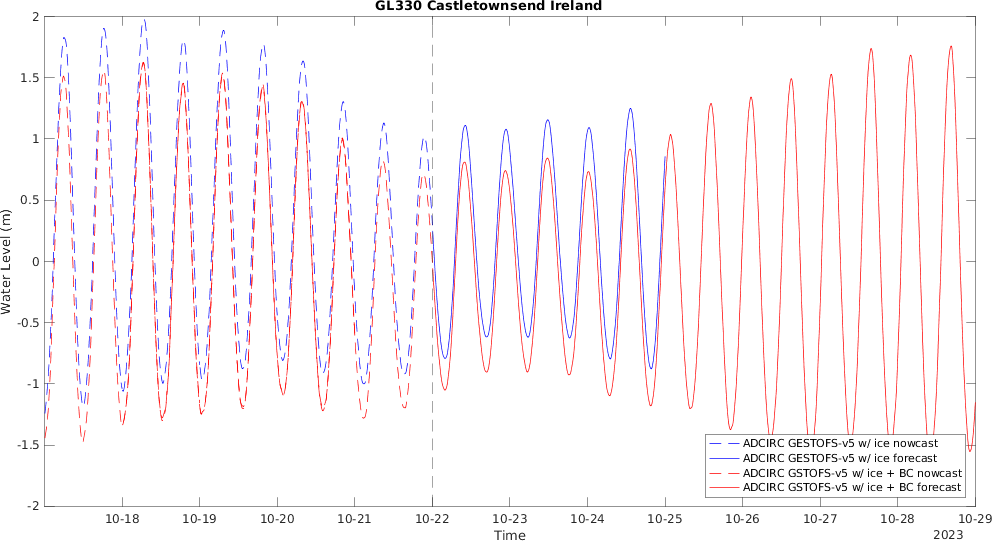 GL330 Castletownsend Ireland
2
1.5
1
0.5
0
-0.5
-1
-1.5
-2
Water Level (m)
ADCIRC GESTOFS-v5 w/ ice nowcast
ADCIRC GESTOFS-v5 w/ ice forecast
ADCIRC GSTOFS-v5 w/ ice + BC nowcast
ADCIRC GSTOFS-v5 w/ ice + BC forecast
10-18 10-19 10-20 10-21 10-22 10-23 10-24 10-25 10-26 10-27 10-28 10-29
Time
2023